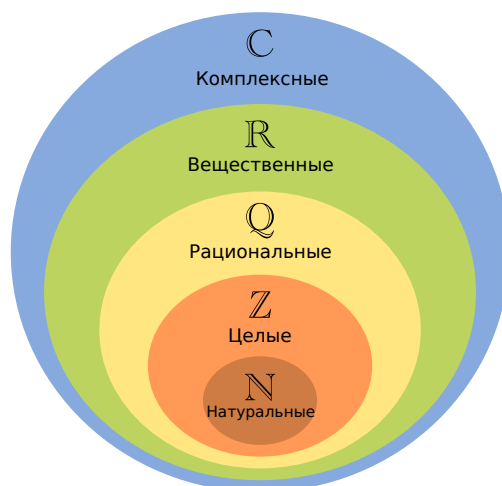 ℂ
Комплексные
ℝ
Вещественные
ℚ
Рациональные
ℤ
Целые
ℕ
Натуральные